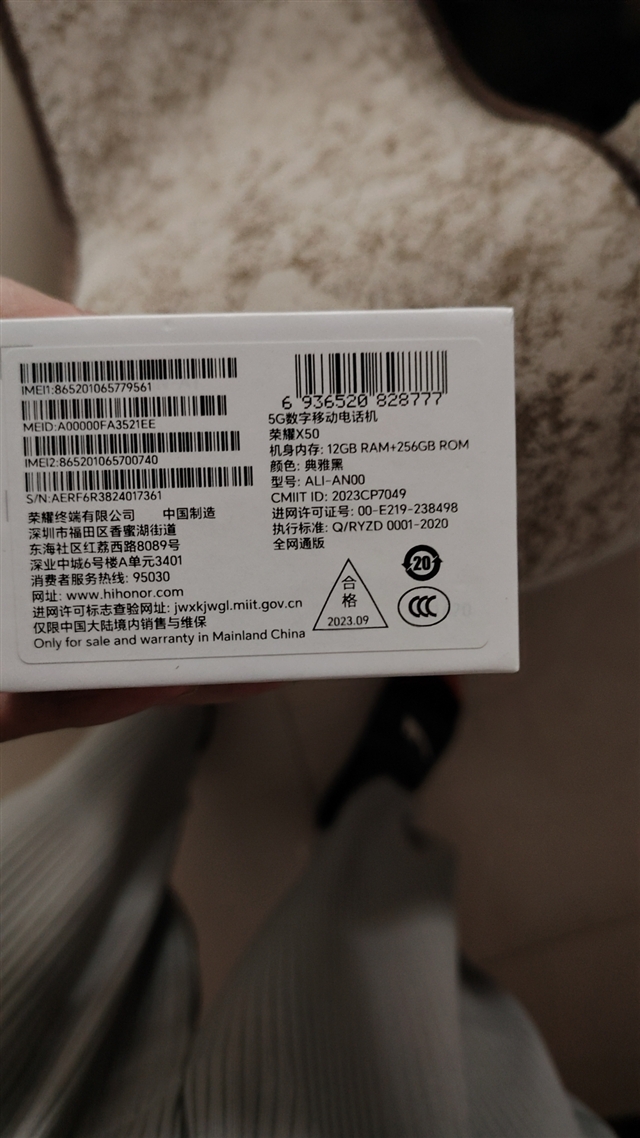 IMEI1:865201065779561
MEID:A00000FA3521EE
IMEI2:865201065700740
S/N:AERF6R3824017361
荣耀终端有限公司 中国制造
深圳市福田区香蜜湖街道
东海社区红荔西路8089号
深业中城6号楼A单元3401
消费者服务热线: 95030
网址: www.hihonor.com
进网许可标志查验网址: jwxkjwgl.miit.gov.cn
仅限中国大陆境内销售与维保
Only for sale and warranty in Mainland China
6 936520 828777
5G数字移动电话机
荣耀X50
机身内存: 12GB RAM+256GB ROM
颜色: 典雅黑
型号: ALI-AN00
CMIIT ID: 2023CP7049
进网许可证号: 00-E219-238498
执行标准: Q/RYZD 0001-2020
全网通版
合
格
2023.09
20
CCC